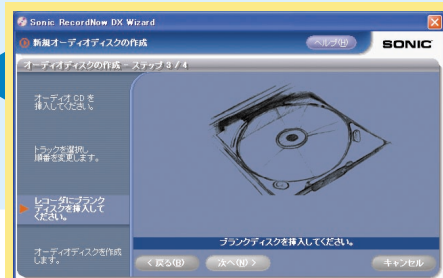 Sonic RecordNow DX Wizard
新規オーディオディスクの作成
ヘルプ(H)
SONIC
オーディオディスクの作成 - ステップ 3 / 4
オーディオ CD を
挿入してください。
トラックを選択し
順番を変更します。
レコーダにブランク
ディスクを挿入して
ください。
オーディオディスクを作成
します。
ブランクディスクを挿入してください。
< 戻る(B)
次へ(N) >
キャンセル